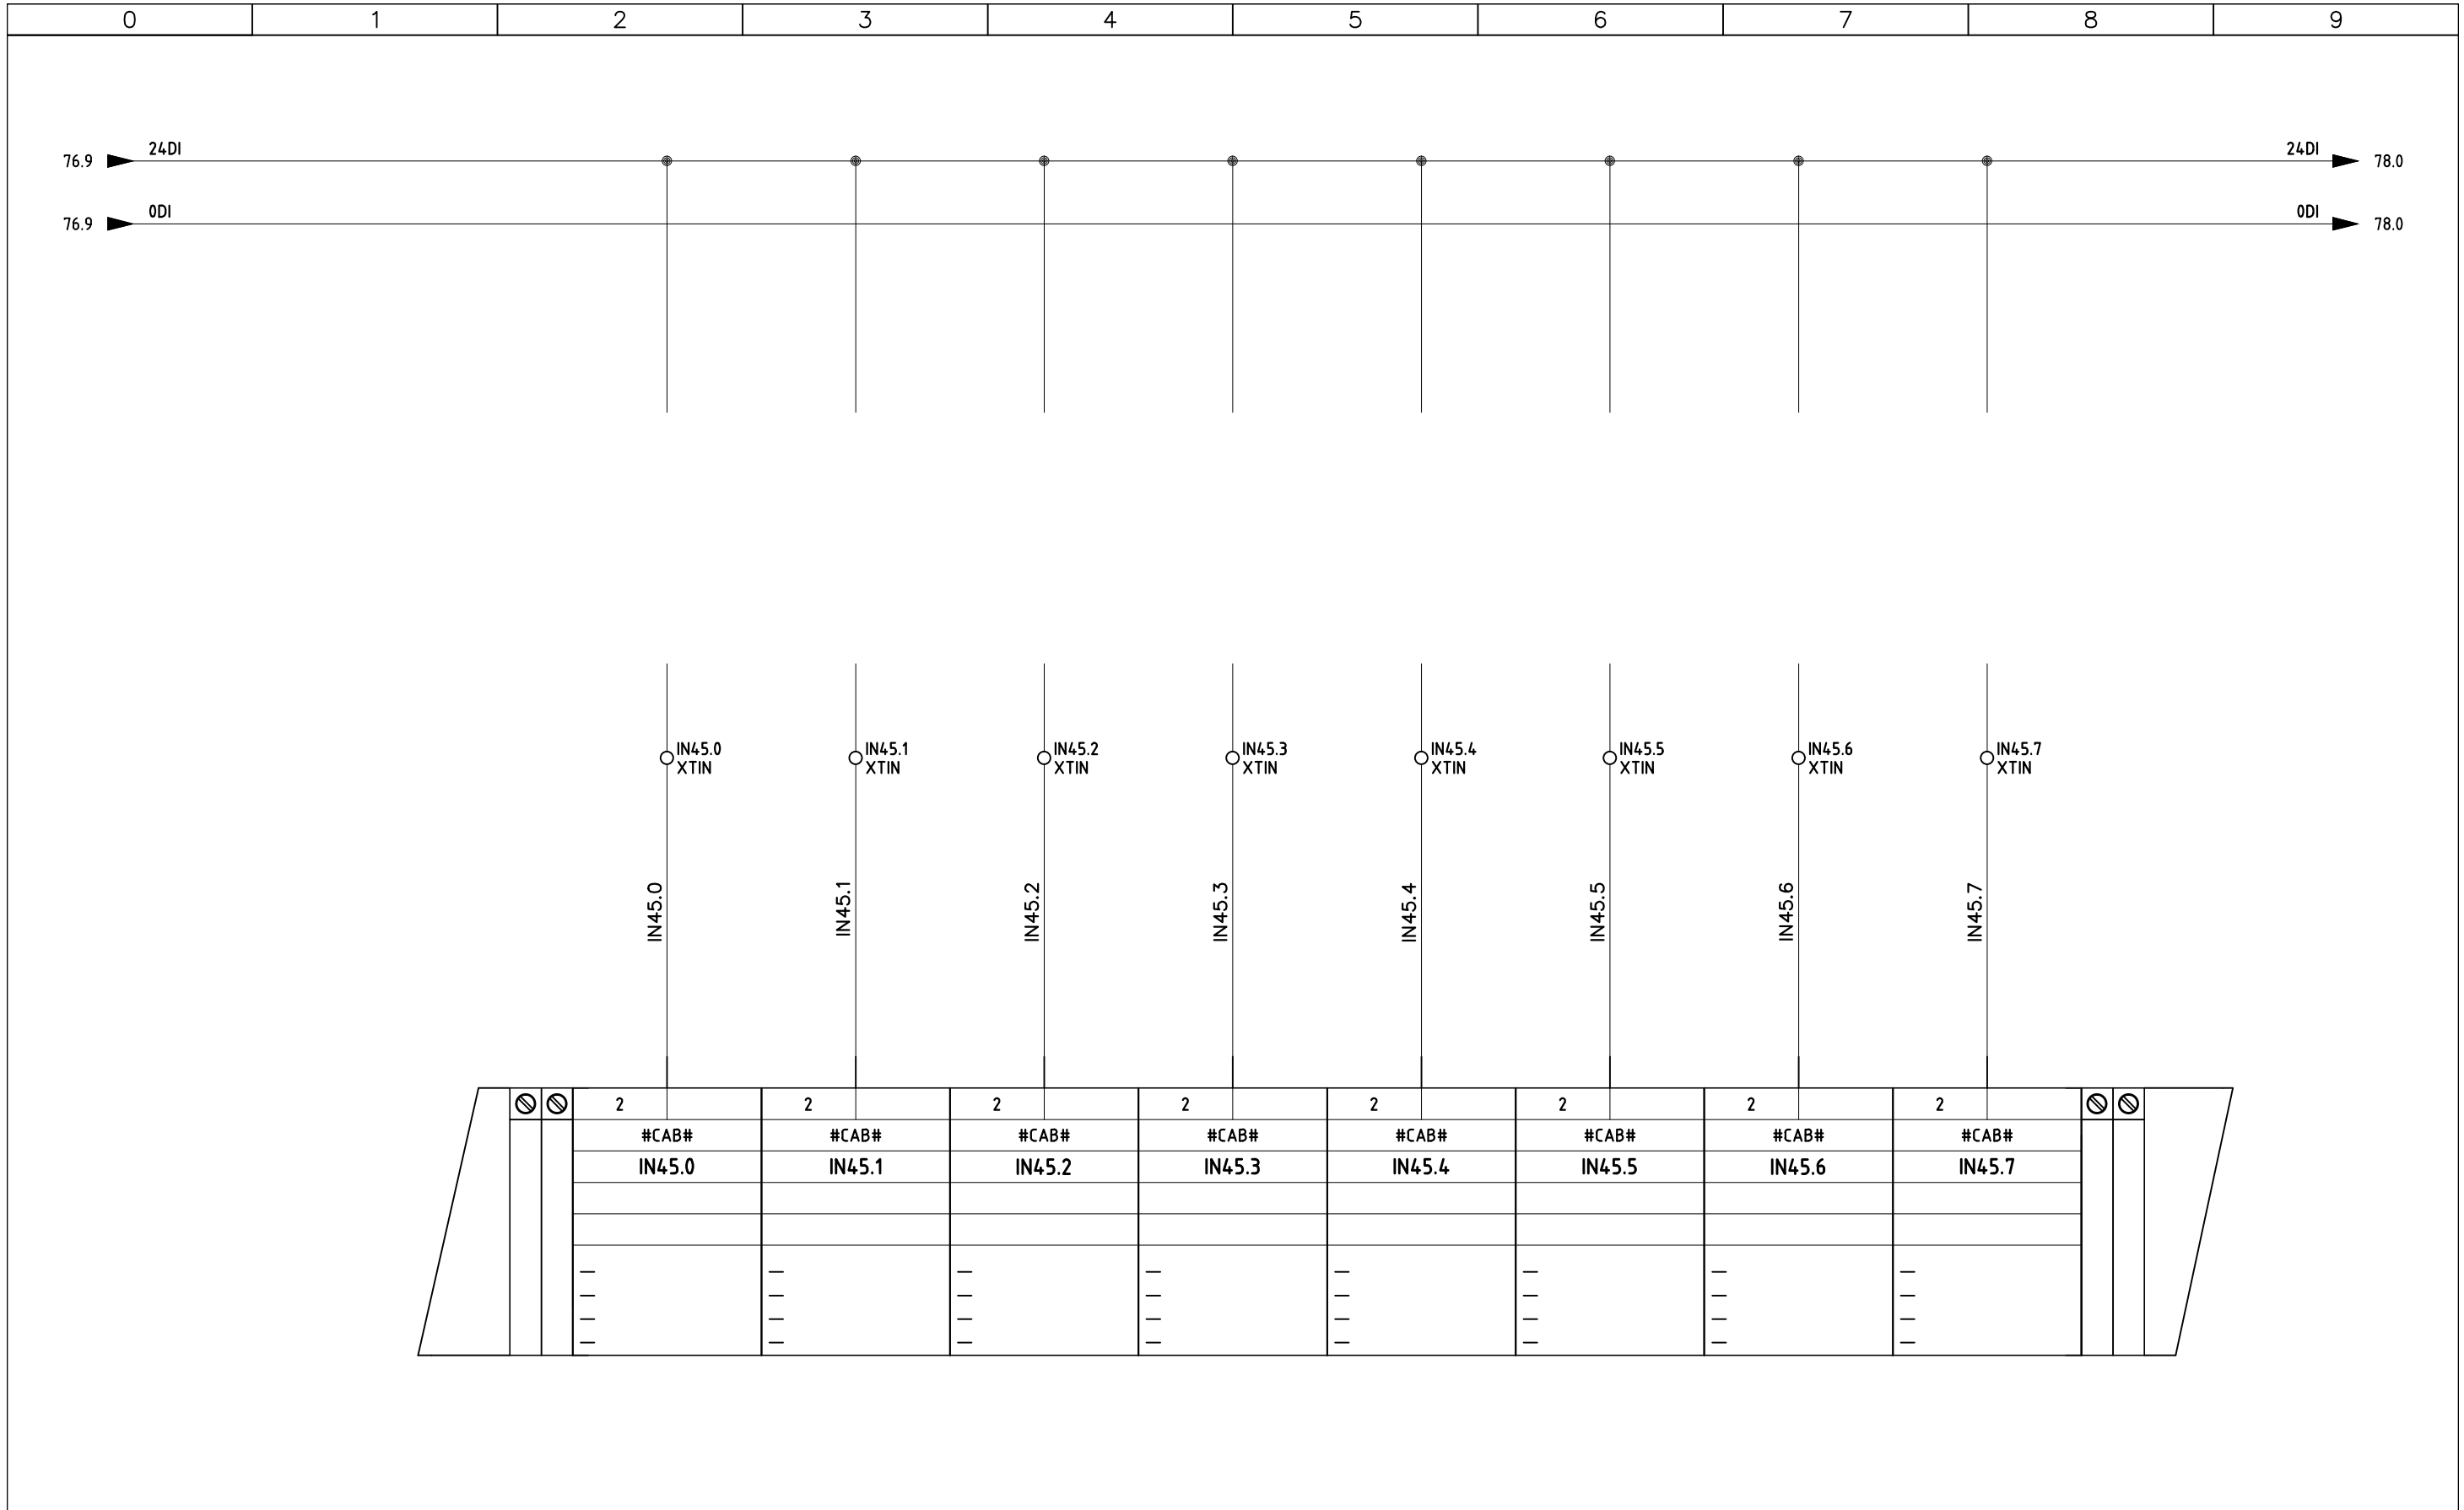 0 1 2 3 4 5 6 7 8 9
24DI 24DI
76.9 78.0
0DI 0DI
76.9 78.0
IN45.0 IN45.1 IN45.2 IN45.3 IN45.4 IN45.5 IN45.6 IN45.7
XTIN XTIN XTIN XTIN XTIN XTIN XTIN XTIN
IN45.0 IN45.1 IN45.2 IN45.3 IN45.4 IN45.5 IN45.6 IN45.7
2 2 2 2 2 2 2 2
#CAB# #CAB# #CAB# #CAB# #CAB# #CAB# #CAB# #CAB#
IN45.0 IN45.1 IN45.2 IN45.3 IN45.4 IN45.5 IN45.6 IN45.7